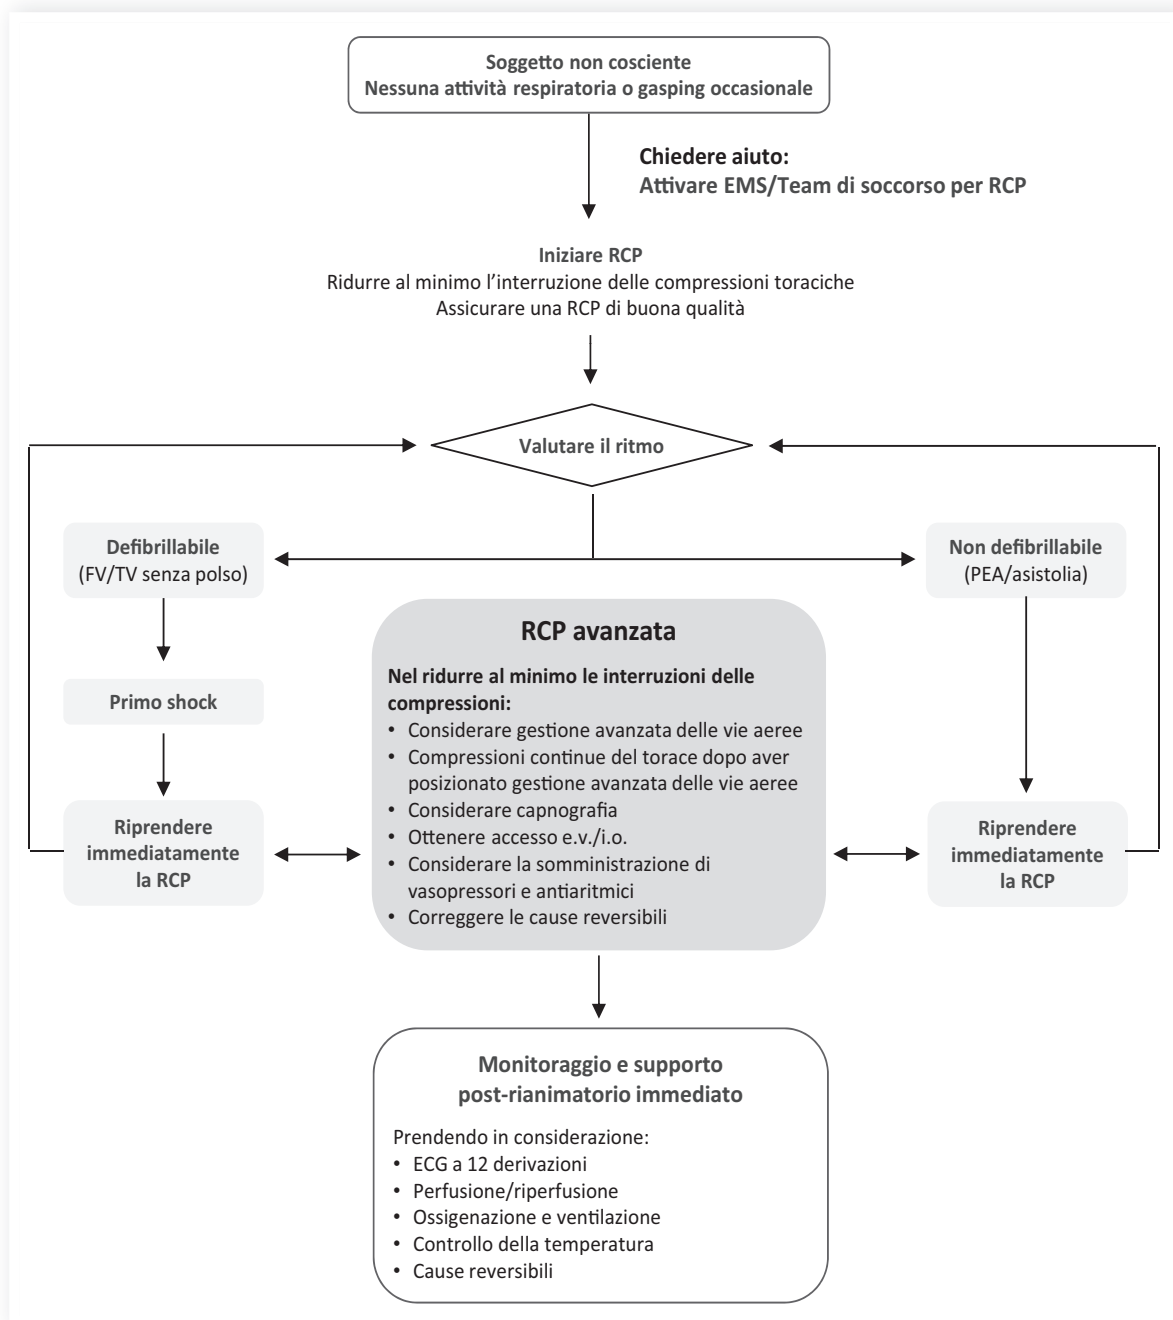 Soggetto non cosciente
Nessuna attività respiratoria o gasping occasionale
Chiedere aiuto:
Attivare EMS/Team di soccorso per RCP
Iniziare RCP
Ridurre al minimo l'interruzione delle compressioni toraciche
Assicurare una RCP di buona qualità
Valutare il ritmo
Defibrillabile
(FV/TV senza polso)
Non defibrillabile
(PEA/asistolia)
Primo shock
Riprendere
immediatamente
la RCP
RCP avanzata
Nel ridurre al minimo le interruzioni delle
compressioni:
• Considerare gestione avanzata delle vie aeree
• Compressioni continue del torace dopo aver
posizionato gestione avanzata delle vie aeree
• Considerare capnografia
• Ottenere accesso e.v./i.o.
• Considerare la somministrazione di
vasopressori e antiaritmici
• Correggere le cause reversibili
Riprendere
immediatamente
la RCP
Monitoraggio e supporto
post-rianimatorio immediato
Prendendo in considerazione:
• ECG a 12 derivazioni
• Perfusione/riperfusione
• Ossigenazione e ventilazione
• Controllo della temperatura
• Cause reversibili